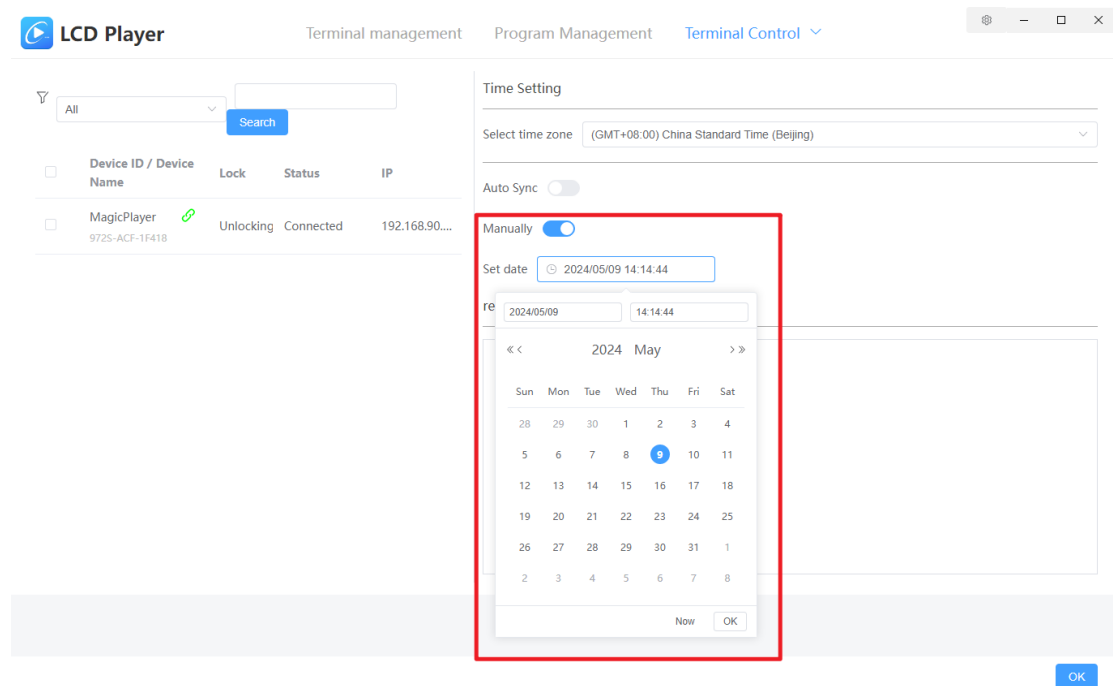 LCD Player
Terminal management Program Management Terminal Control
All
Search
Device ID / Device Name Lock Status IP
MagicPlayer
972S-ACF-1F418
Unlocking Connected 192.168.90....
Time Setting
Select time zone (GMT+08:00) China Standard Time (Beijing)
Auto Sync
Manually
Set date 2024/05/09 14:14:44
re
2024/05/09 14:14:44
2024 May
Sun Mon Tue Wed Thu Fri Sat
28 29 30 1 2 3 4
5 6 7 8 9 10 11
12 13 14 15 16 17 18
19 20 21 22 23 24 25
26 27 28 29 30 31 1
2 3 4 5 6 7 8
Now OK
OK